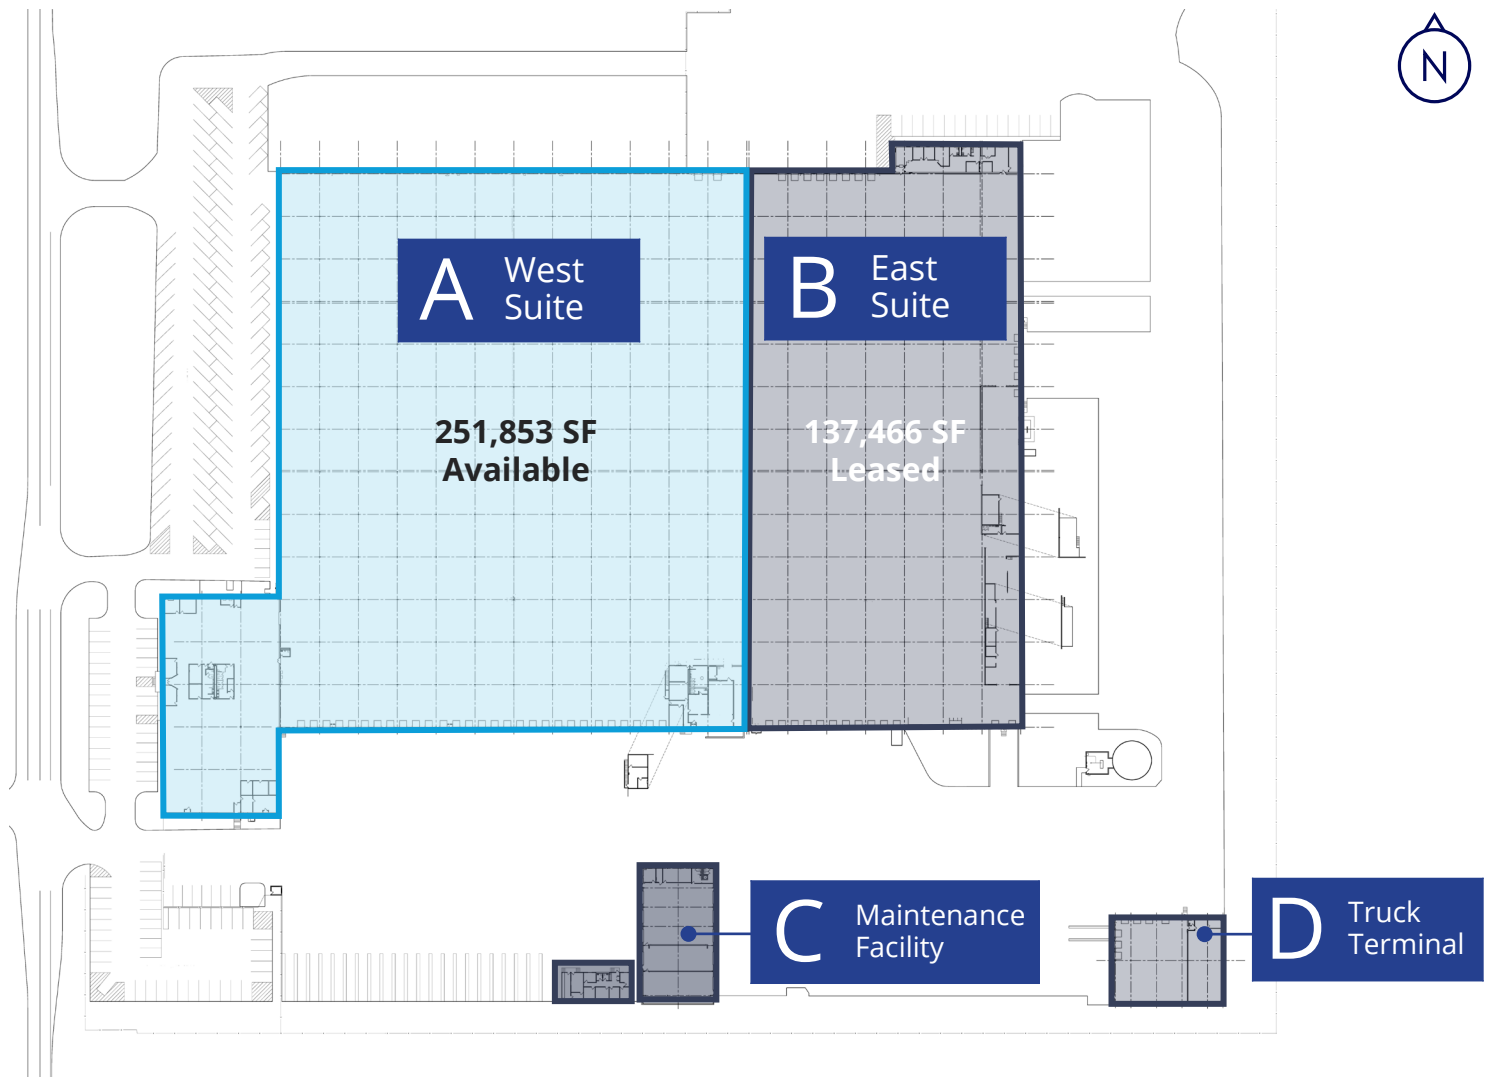 N
A
West
Suite
B
East
Suite
251,853 SF
Available
137,466 SF
Leased
C
Maintenance
Facility
D
Truck
Terminal